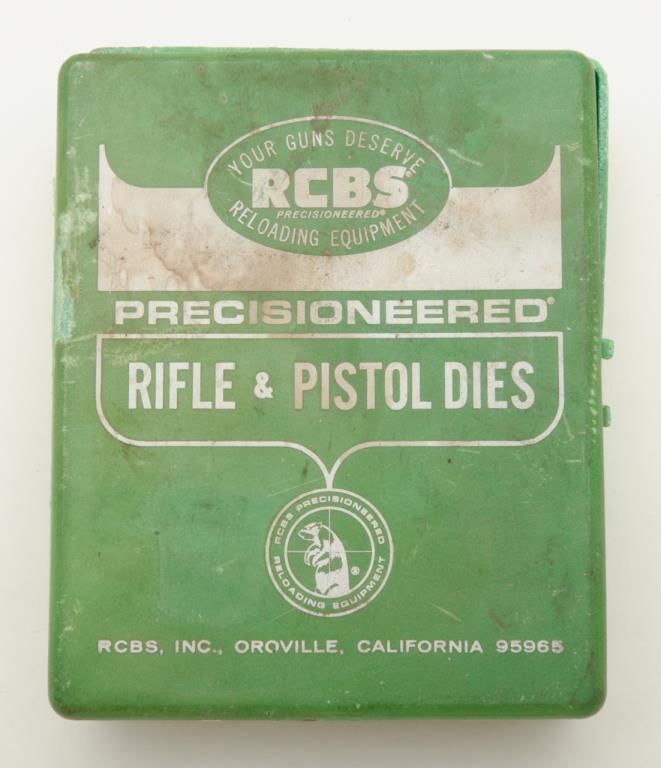 YOUR GUNS DESERVE
RCBS®
PRECISIONEERED®
RELOADING EQUIPMENT
PRECISIONEERED®
RIFLE & PISTOL DIES
RCBS PRECISIONEERED
®
RELOADING EQUIPMENT
RCBS, INC., OROVILLE, CALIFORNIA 95965